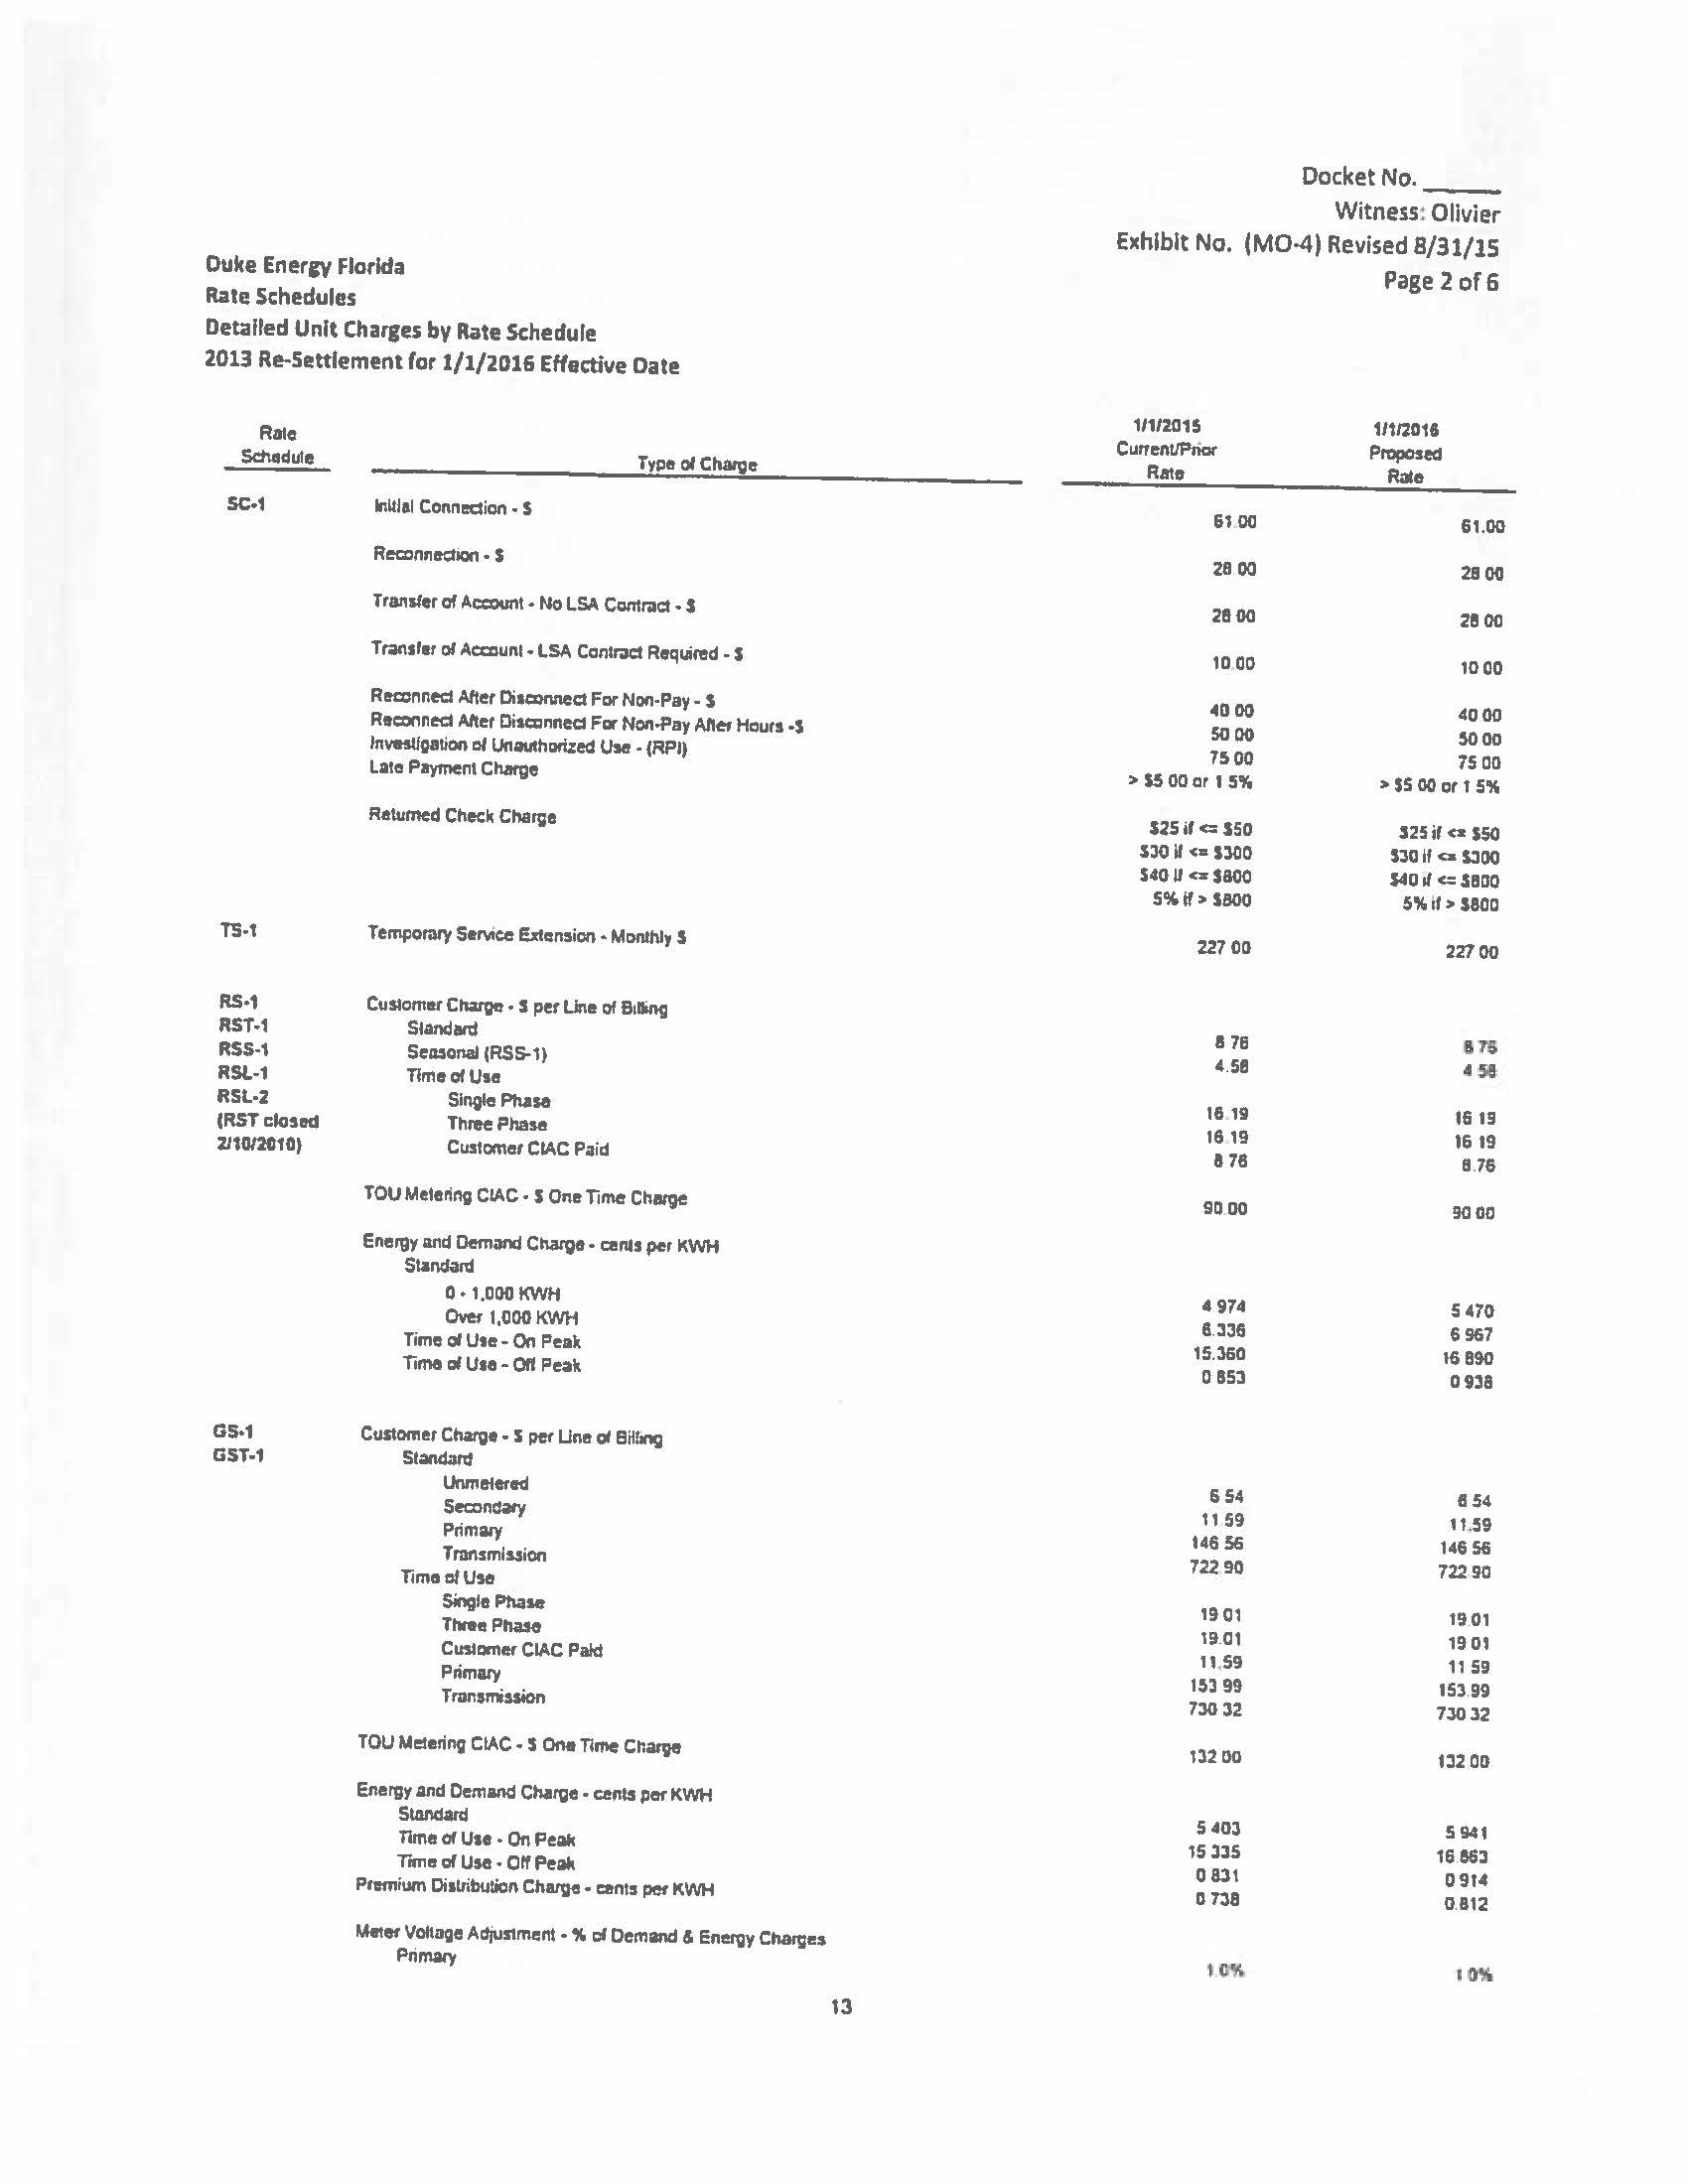 Docket No. ______
Witness: Olivier
Exhibit No. (MO-4) Revised 8/31/15
Page 2 of 6
Duke Energy Florida
Rate Schedules
Detailed Unit Charges by Rate Schedule
2013 Re-Settlement for 1/1/2016 Effective Date
Rate Schedule Type of Charge 1/1/2015 Current/Prior Rate 1/1/2016 Proposed Rate
SC-1 Initial Connection - $ 61.00 61.00
Reconnection - $ 28 00 28 00
Transfer of Account - No LSA Contract - $ 28 00 28 00
Transfer of Account - LSA Contract Required - $ 10 00 10 00
Reconnect After Disconnect For Non-Pay - $ 40 00 40 00
Reconnect After Disconnect For Non-Pay After Hours -$ 50 00 50 00
Investigation of Unauthorized Use - (RPI) 75 00 75 00
Late Payment Charge > $5 00 or 1 5% > $5 00 or 1 5%
Returned Check Charge $25 if <= $50 $25 if <= $50
$30 if <= $300 $30 if <= $300
$40 if <= $800 $40 if <= $800
5% if > $800 5% if > $800
TS-1 Temporary Service Extension - Monthly $ 227 00 227 00
RS-1 Customer Charge - $ per Line of Billing
RST-1 Standard 8 76 8 76
RSS-1 Seasonal (RSS-1) 4.58 4 58
RSL-1 Time of Use
RSL-2 Single Phase 16.19 16 19
(RST closed Three Phase 16.19 16 19
2/10/2010) Customer CIAC Paid 8 76 8.76
TOU Metering CIAC - $ One Time Charge 90.00 90 00
Energy and Demand Charge - cents per KWH
Standard
0 - 1,000 KWH 4 974 5 470
Over 1,000 KWH 6.336 6 967
Time of Use - On Peak 15.360 16 890
Time of Use - Off Peak 0 853 0 938
GS-1 Customer Charge - $ per Line of Billing
GST-1 Standard
Unmetered 6 54 6 54
Secondary 11 59 11.59
Primary 146 56 146 56
Transmission 722 90 722 90
Time of Use
Single Phase 19 01 19.01
Three Phase 19.01 19 01
Customer CIAC Paid 11.59 11 59
Primary 153 99 153.99
Transmission 730 32 730 32
TOU Metering CIAC - $ One Time Charge 132 00 132 00
Energy and Demand Charge - cents per KWH
Standard 5 403 5 941
Time of Use - On Peak 15 335 16.863
Time of Use - Off Peak 0 831 0 914
Premium Distribution Charge - cents per KWH 0 738 0.812
Meter Voltage Adjustment - % of Demand & Energy Charges
Primary 1.0% 1 0%
13